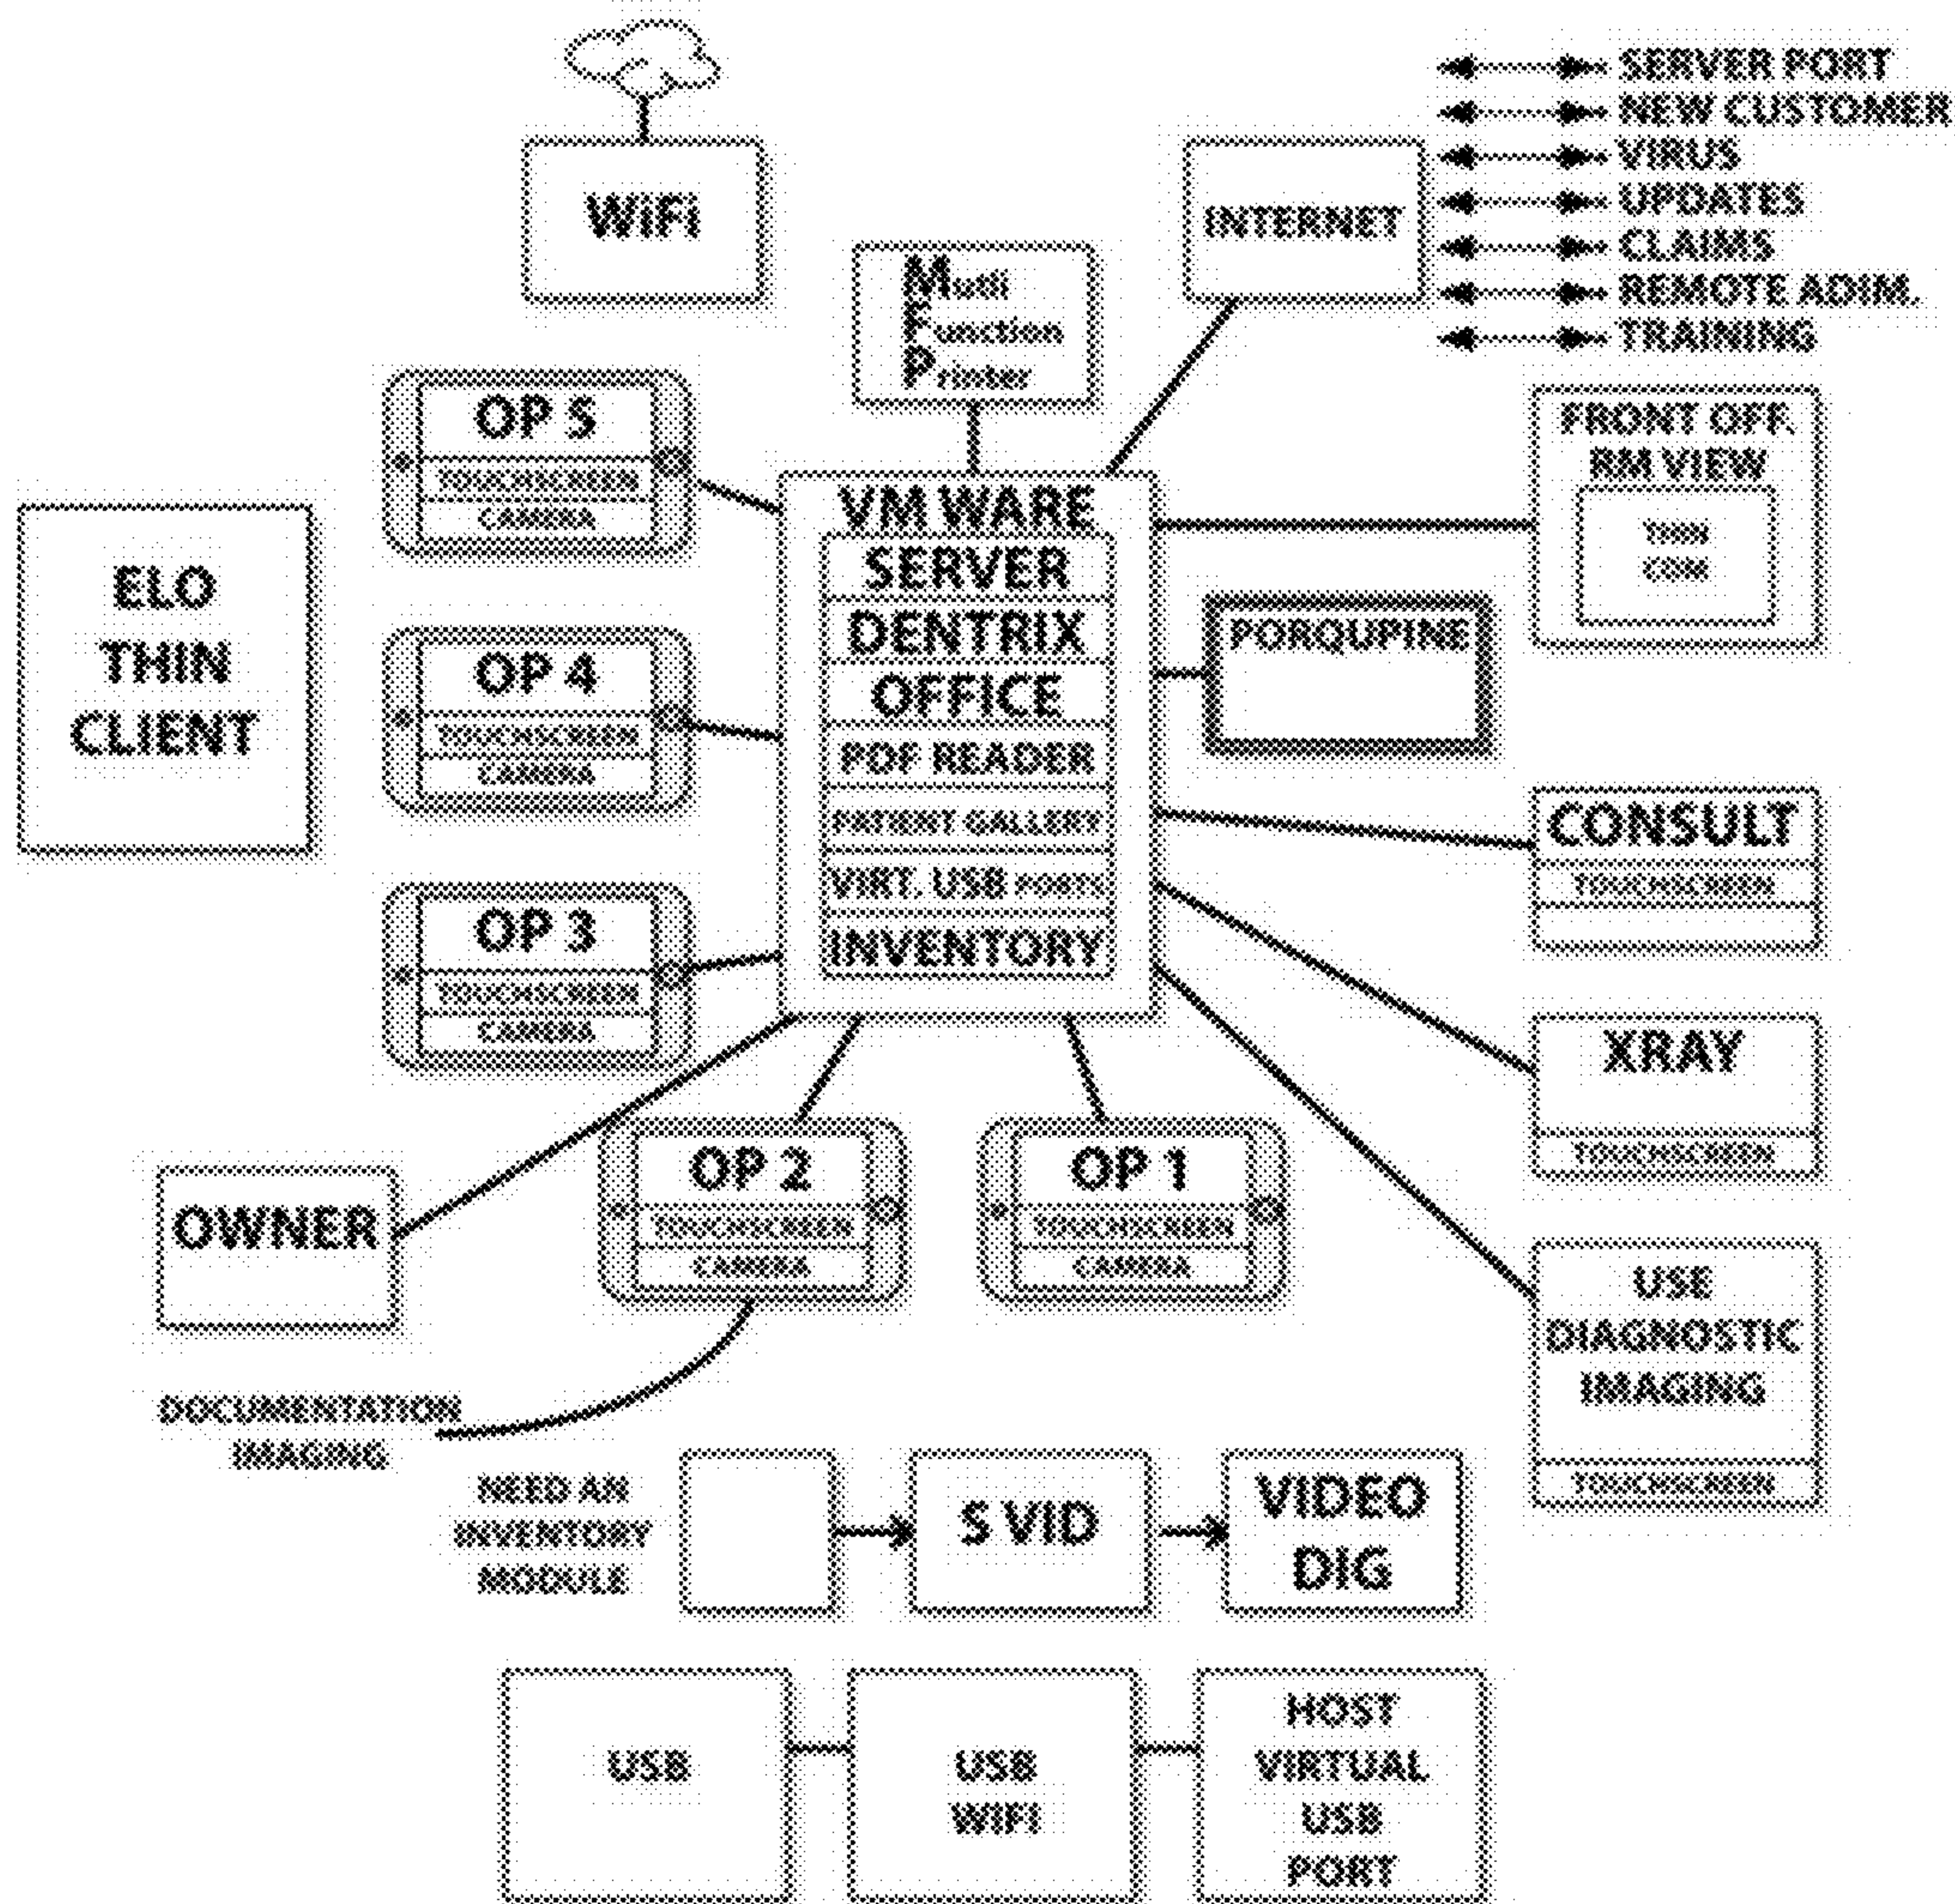 WiFi
INTERNET
SERVER PORT
NEW CUSTOMER
VIRUS
UPDATES
CLAIMS
REMOTE ADIM.
TRAINING
Multi
Function
Printer
OP 5
TOUCHSCREEN
CAMERA
ELO
THIN
CLIENT
OP 4
TOUCHSCREEN
CAMERA
OP 3
TOUCHSCREEN
CAMERA
VM WARE
SERVER
DENTRIX
OFFICE
PDF READER
PATIENT GALLERY
VIRT. USB PORTS
INVENTORY
FRONT OFF.
RM VIEW
THIN
COM
PORQUPINE
CONSULT
TOUCHSCREEN
XRAY
TOUCHSCREEN
USE
DIAGNOSTIC
IMAGING
TOUCHSCREEN
OWNER
OP 2
TOUCHSCREEN
CAMERA
OP 1
TOUCHSCREEN
CAMERA
DOCUMENTATION
IMAGING
NEED AN
INVENTORY
MODULE
S VID
VIDEO
DIG
USB
USB
WIFI
HOST
VIRTUAL
USB
PORT